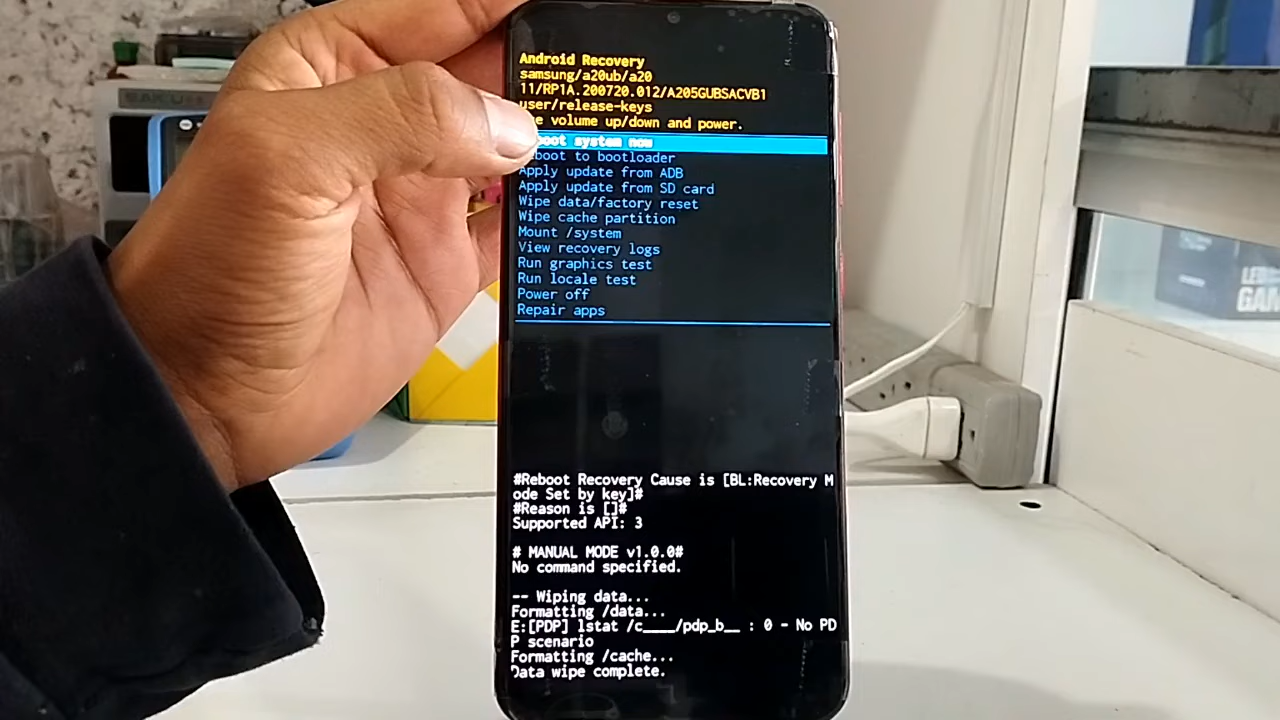 Android Recovery
samsung/a20ub/a20
11/RP1A.200720.012/A205GUBSACVB1
user/release-keys
volume up/down and power.
system now
to bootloader
Apply update from ADB
Apply update from SD card
Wipe data/factory reset
Wipe cache partition
Mount /system
View recovery logs
Run graphics test
Run locale test
Power off
Repair apps
#Reboot Recovery Cause is [BL:Recovery M
ode Set by key]#
#Reason is []#
Supported API: 3
# MANUAL MODE v1.0.0#
No command specified.
-- Wiping data...
Formatting /data...
E:[PDP] lstat /c____/pdp_b__ : 0 - No PD
P scenario
Formatting /cache...
Data wipe complete.